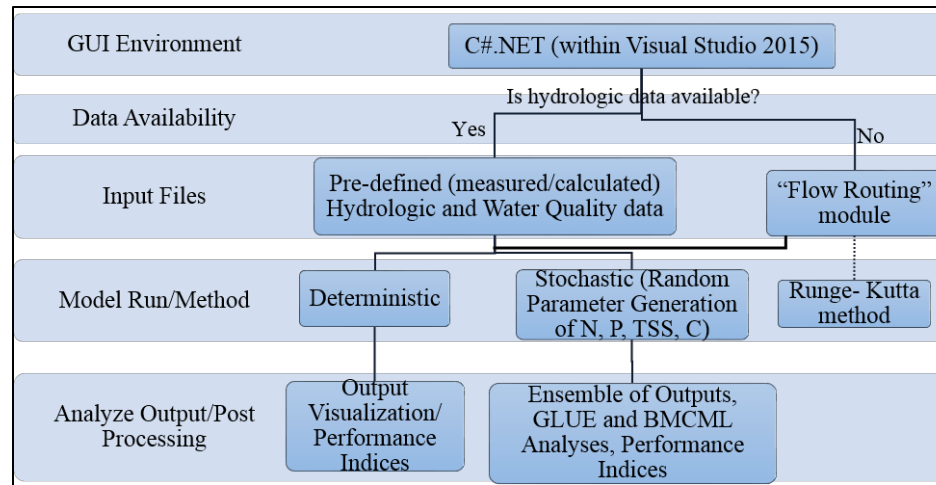 GUI Environment
C#.NET (within Visual Studio 2015)
Is hydrologic data available?
Data Availability
Yes
No
Input Files
Pre-defined (measured/calculated)
Hydrologic and Water Quality data
“Flow Routing”
module
Model Run/Method
Deterministic
Stochastic (Random
Parameter Generation
of N, P, TSS, C)
Runge- Kutta
method
Analyze Output/Post
Processing
Output
Visualization/
Performance
Indices
Ensemble of Outputs,
GLUE and BMCML
Analyses, Performance
Indices